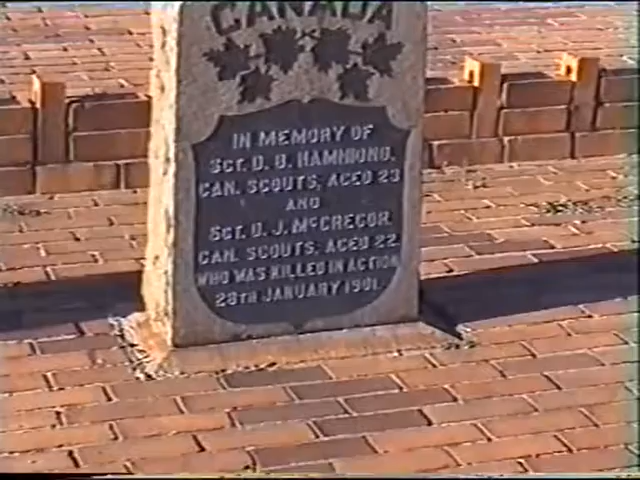 CANADA
IN MEMORY OF
SGT. D. B. HAMMOND.
CAN. SCOUTS, AGED 23
AND
SGT. D. J. MCGREGOR.
CAN. SCOUTS, AGED 22.
WHO WAS KILLED IN ACTION
28TH JANUARY 1901.